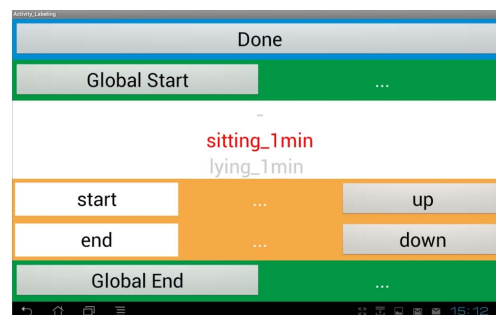 Activity_Labeling
Done
Global Start ...
-
sitting_1min
lying_1min
start ... up
end ... down
Global End ...
15:12